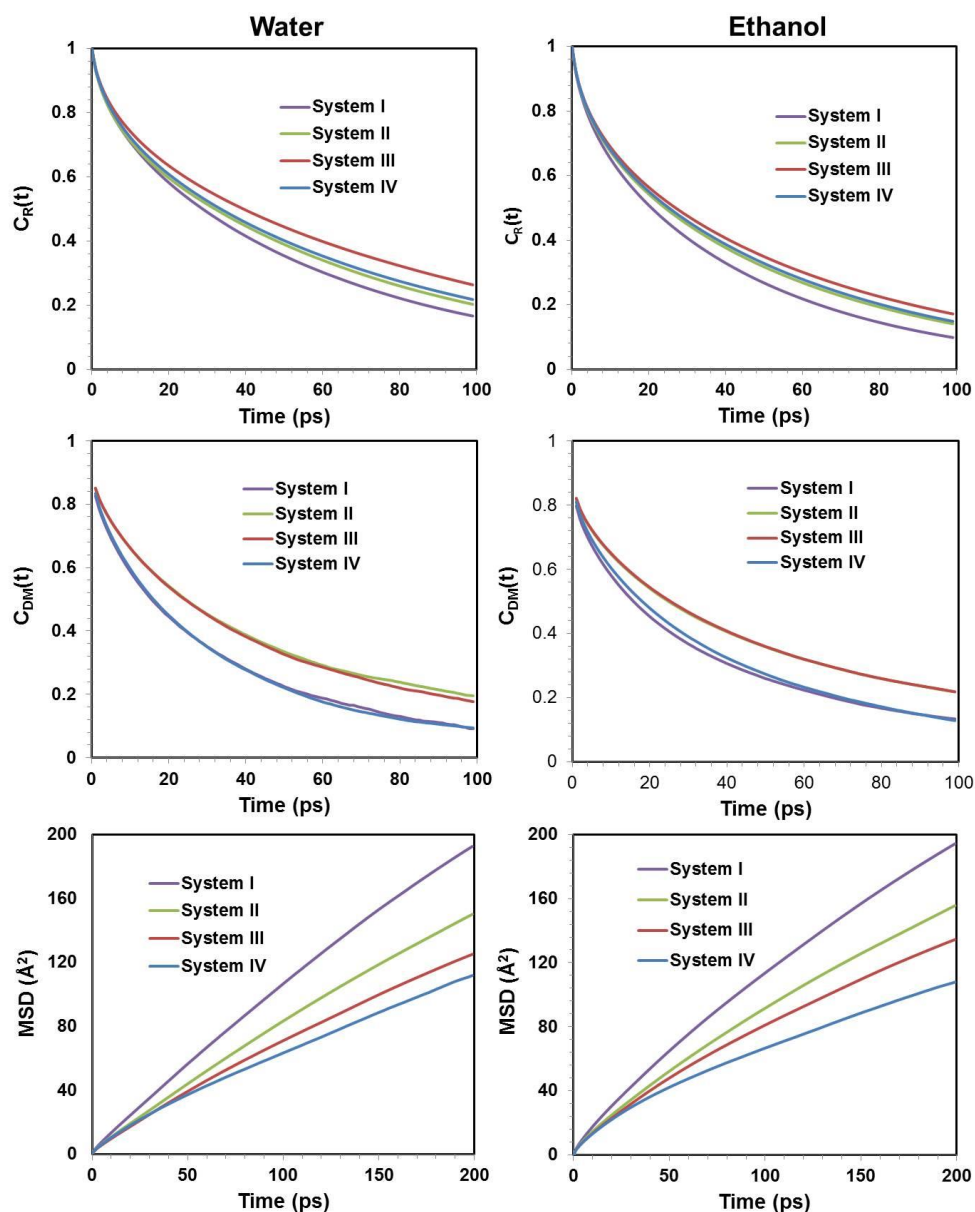 Water
Ethanol
1
0.8
0.6
0.4
0.2
0
C_R(t)
System I
System II
System III
System IV
0 20 40 60 80 100
Time (ps)
1
0.8
0.6
0.4
0.2
0
C_R(t)
System I
System II
System III
System IV
0 20 40 60 80 100
Time (ps)
1
0.8
0.6
0.4
0.2
0
C_DM(t)
System I
System II
System III
System IV
0 20 40 60 80 100
Time (ps)
1
0.8
0.6
0.4
0.2
0
C_DM(t)
System I
System II
System III
System IV
0 20 40 60 80 100
Time (ps)
200
160
120
80
40
0
MSD (Å²)
System I
System II
System III
System IV
0 50 100 150 200
Time (ps)
200
160
120
80
40
0
MSD (Å²)
System I
System II
System III
System IV
0 50 100 150 200
Time (ps)